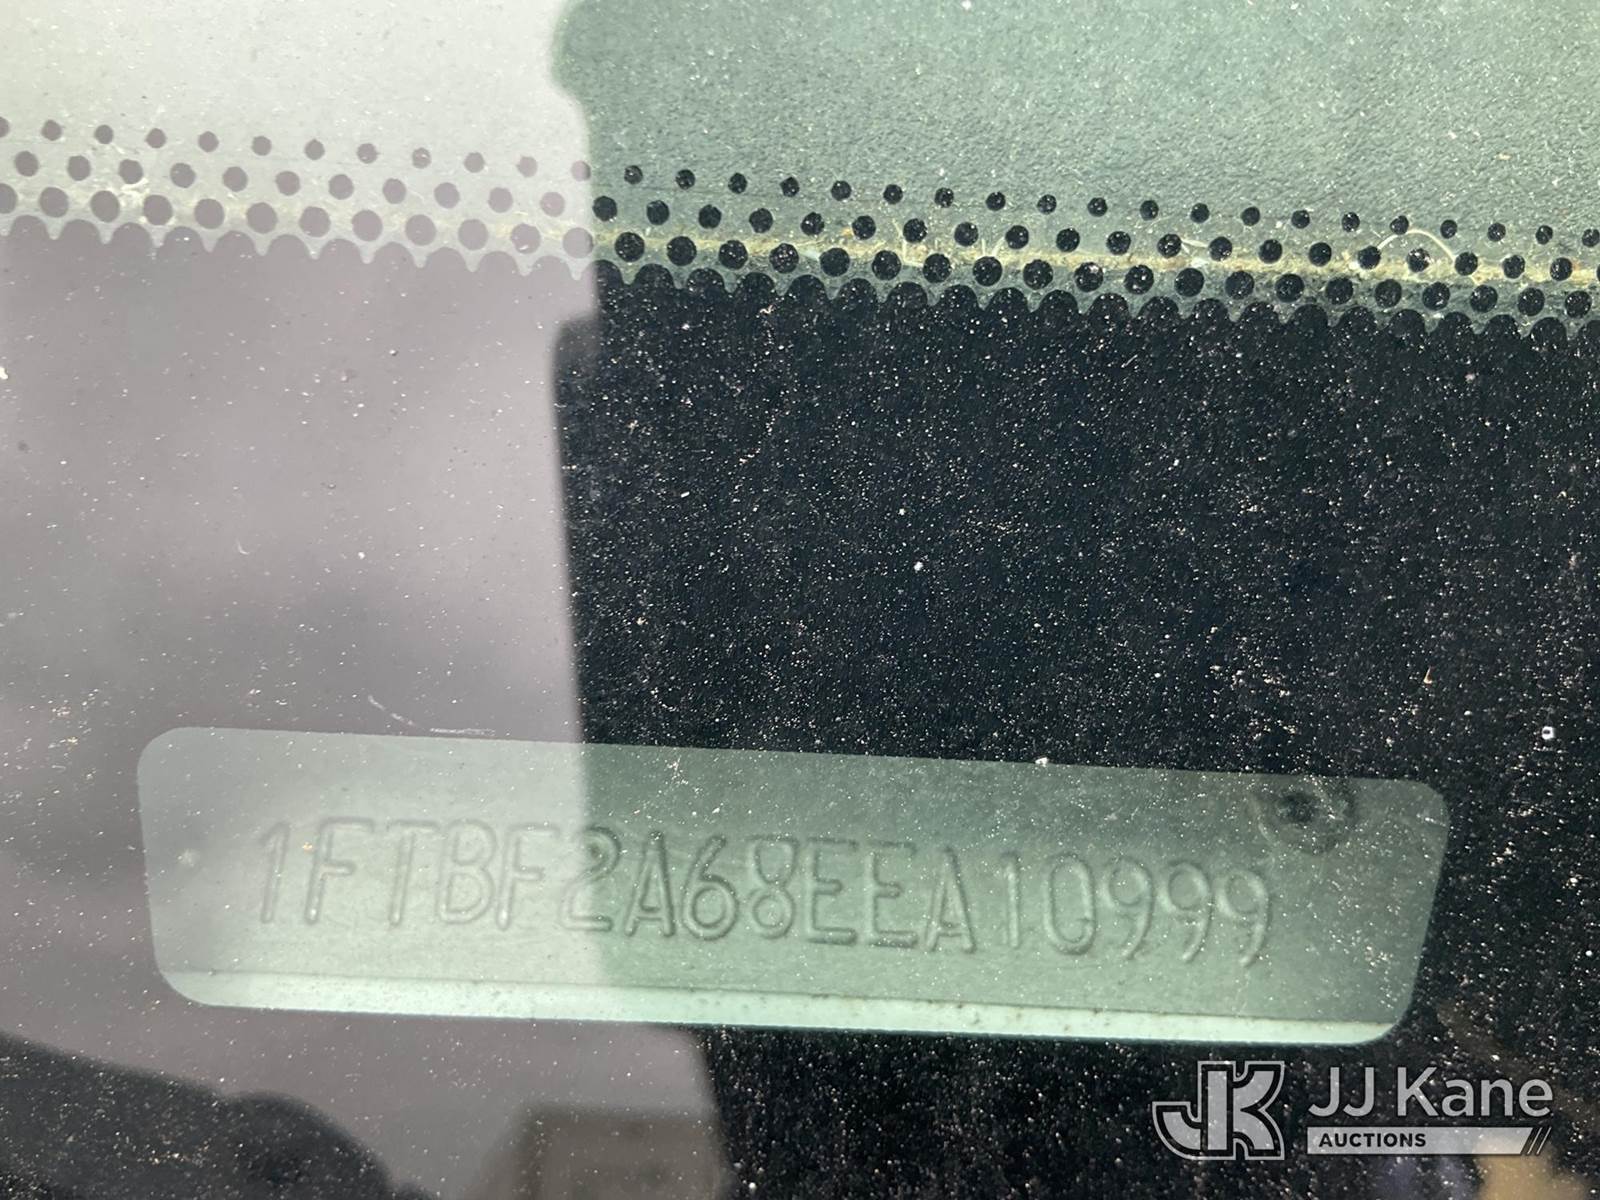 1FTBF2A68EEA10999
JK JJ Kane
AUCTIONS